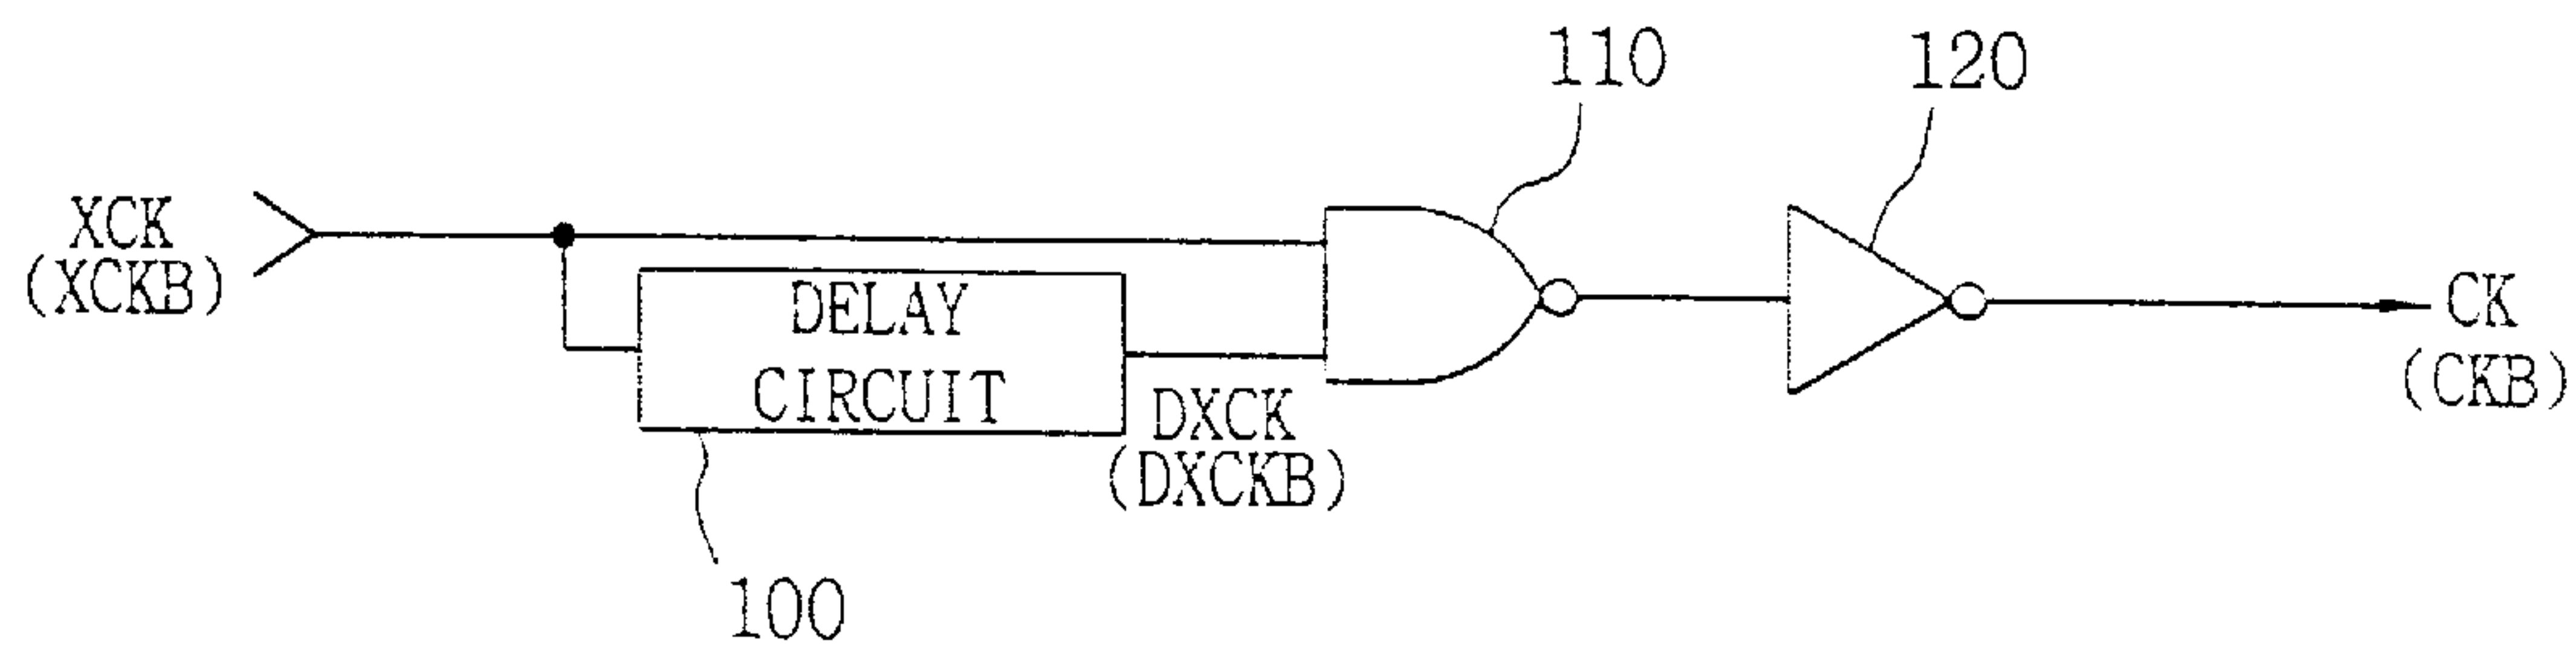 110
120
XCK
(XCKB)
DELAY
CIRCUIT
DXCK
(DXCKB)
CK
(CKB)
100